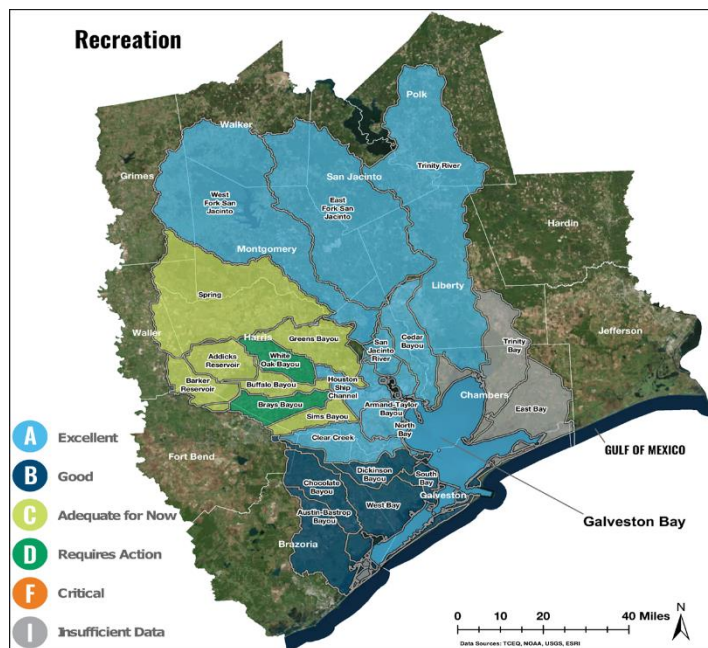 Recreation
Polk
Walker
Trinity River
Grimes
San Jacinto
West
Fork San
Jacinto
East
Fork San
Jacinto
Hardin
Montgomery
Liberty
Spring
Jefferson
Waller
Harris
Greens Bayou
San
Jacinto
River
Cedar
Bayou
Trinity
Bay
Addicks
Reservoir
White
Oak Bayou
Barker
Reservoir
Buffalo Bayou
Houston
Ship
Channel
Chambers
Brays Bayou
Armand-Taylor
Bayou
East Bay
Sims Bayou
North
Bay
A Excellent
Clear Creek
Fort Bend
GULF OF MEXICO
B Good
Dickinson
Bayou
South
Bay
Chocolate
Bayou
Galveston
C Adequate for Now
West Bay
Austin-Bastrop
Bayou
Galveston Bay
D Requires Action
Brazoria
F Critical
I Insufficient Data
0 10 20 40 Miles
N
Data Sources: TCEQ, NOAA, USGS, ESRI